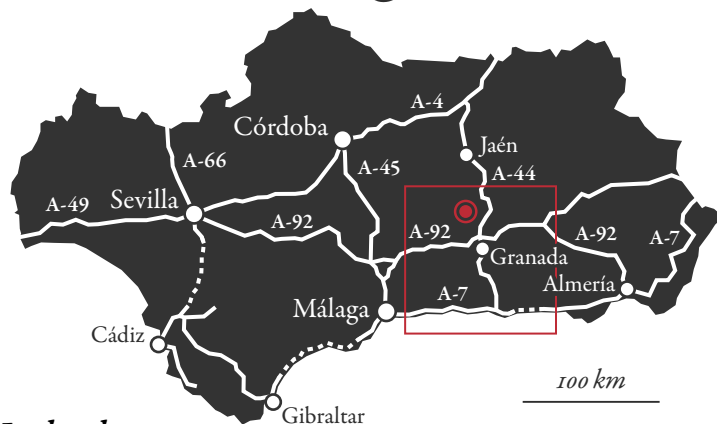 A-4
Córdoba
Jaén
A-66
A-45
A-44
A-49
Sevilla
A-92
A-92
A-92
A-7
Granada
Almería
A-7
Málaga
Cádiz
100 km
Gibraltar